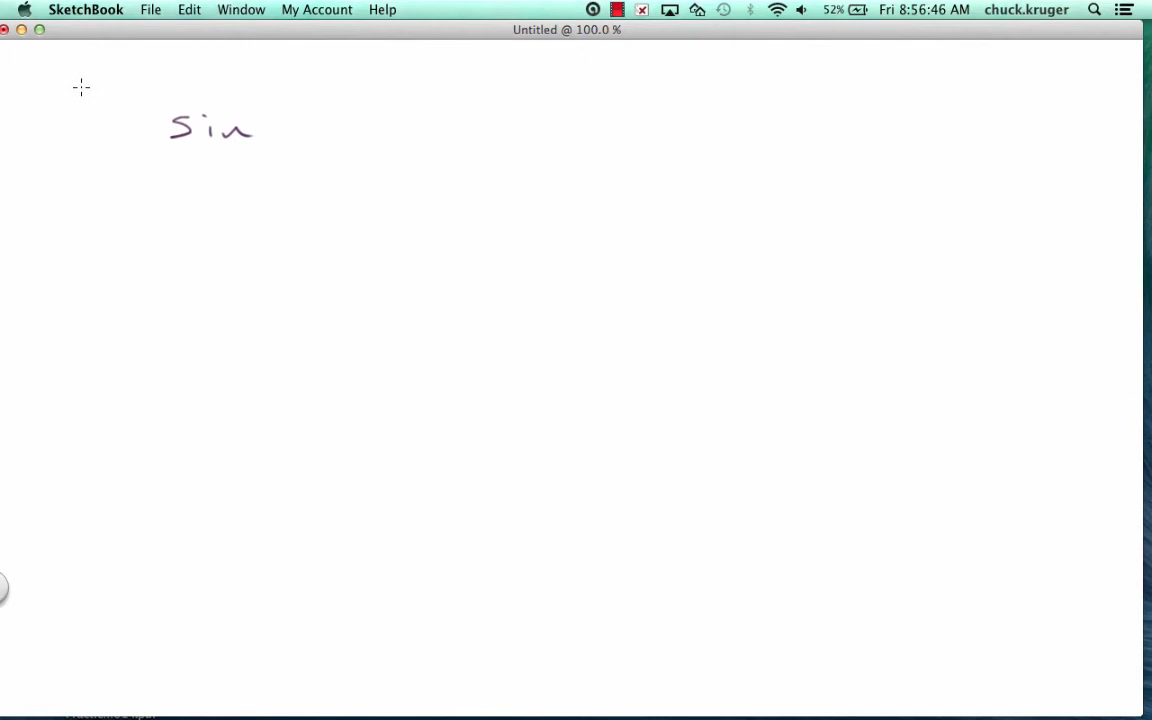 SketchBook File Edit Window My Account Help 52% Fri 8:56:46 AM chuck.kruger
Untitled @ 100.0 %
Sin